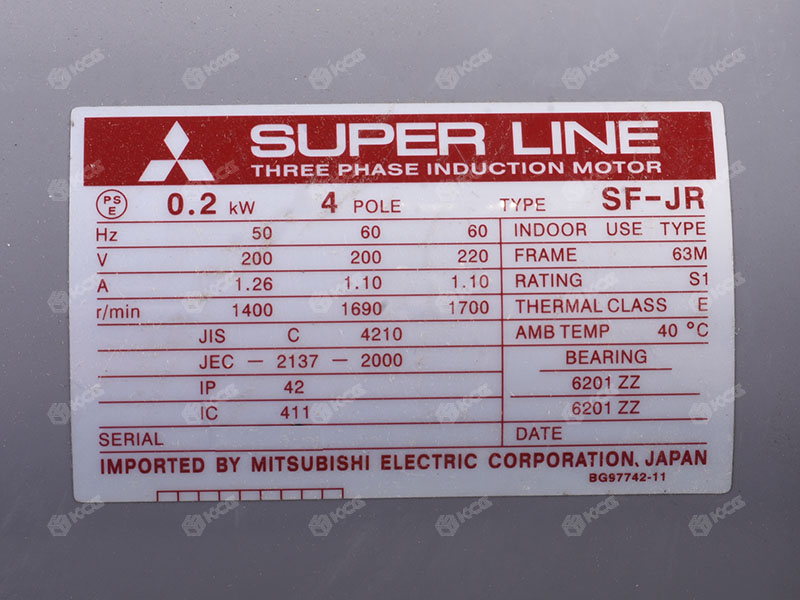 SUPER LINE
THREE PHASE INDUCTION MOTOR
PS E 0.2 kW 4 POLE TYPE SF-JR
Hz 50 60 60 INDOOR USE TYPE
V 200 200 220 FRAME 63M
A 1.26 1.10 1.10 RATING S1
r/min 1400 1690 1700 THERMAL CLASS E
JIS C 4210 AMB TEMP 40 °C
JEC — 2137 — 2000 BEARING
IP 42 6201 ZZ
IC 411 6201 ZZ
SERIAL DATE
IMPORTED BY MITSUBISHI ELECTRIC CORPORATION, JAPAN
BG97742-11